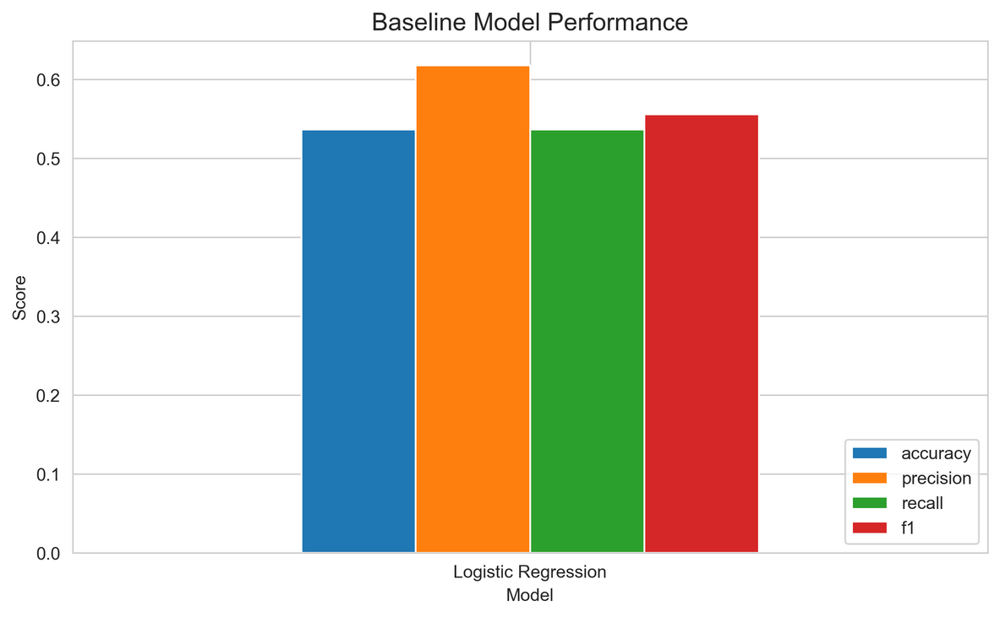 Baseline Model Performance
Score
0.6
0.5
0.4
0.3
0.2
0.1
0.0
accuracy
precision
recall
f1
Logistic Regression
Model